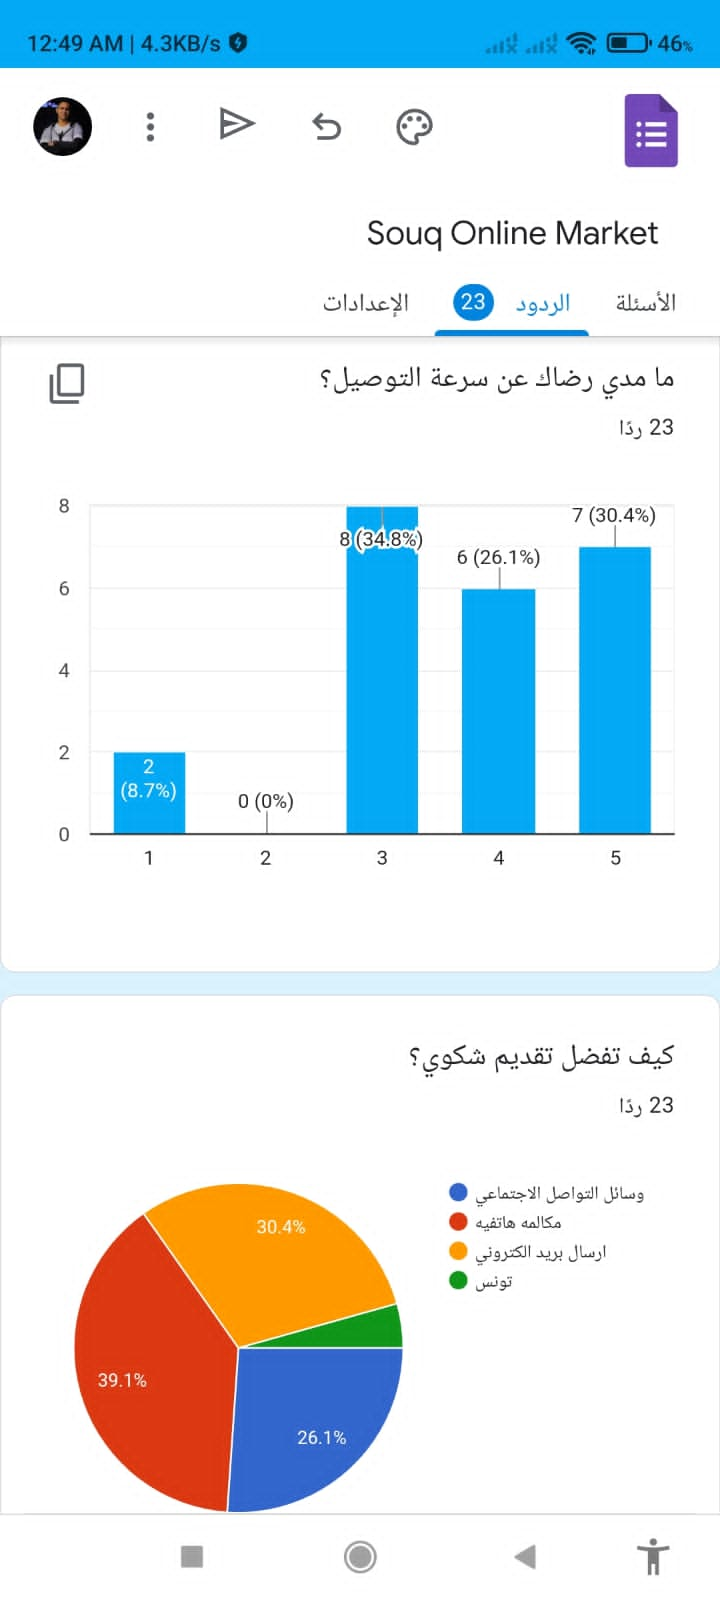 12:49 AM | 4.3KB/s
46%
Souq Online Market
الأسئلة
الردود 23
الإعدادات
ما مدي رضاك عن سرعة التوصيل؟
23 ردًا
8
6
4
2
0
2
(8.7%)
0 (0%)
8 (34.8%)
6 (26.1%)
7 (30.4%)
1
2
3
4
5
كيف تفضل تقديم شكوي؟
23 ردًا
وسائل التواصل الاجتماعي
مكالمه هاتفيه
ارسال بريد الكتروني
تونس
30.4%
39.1%
26.1%